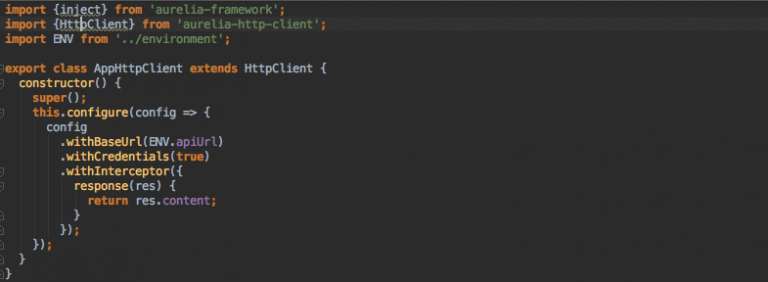 import {inject} from 'aurelia-framework';
import {HttpClient} from 'aurelia-http-client';
import ENV from '../environment';

export class AppHttpClient extends HttpClient {
  constructor() {
    super();
    this.configure(config => {
      config
        .withBaseUrl(ENV.apiUrl)
        .withCredentials(true)
        .withInterceptor({
          response(res) {
            return res.content;
          }
        });
    });
  }
}